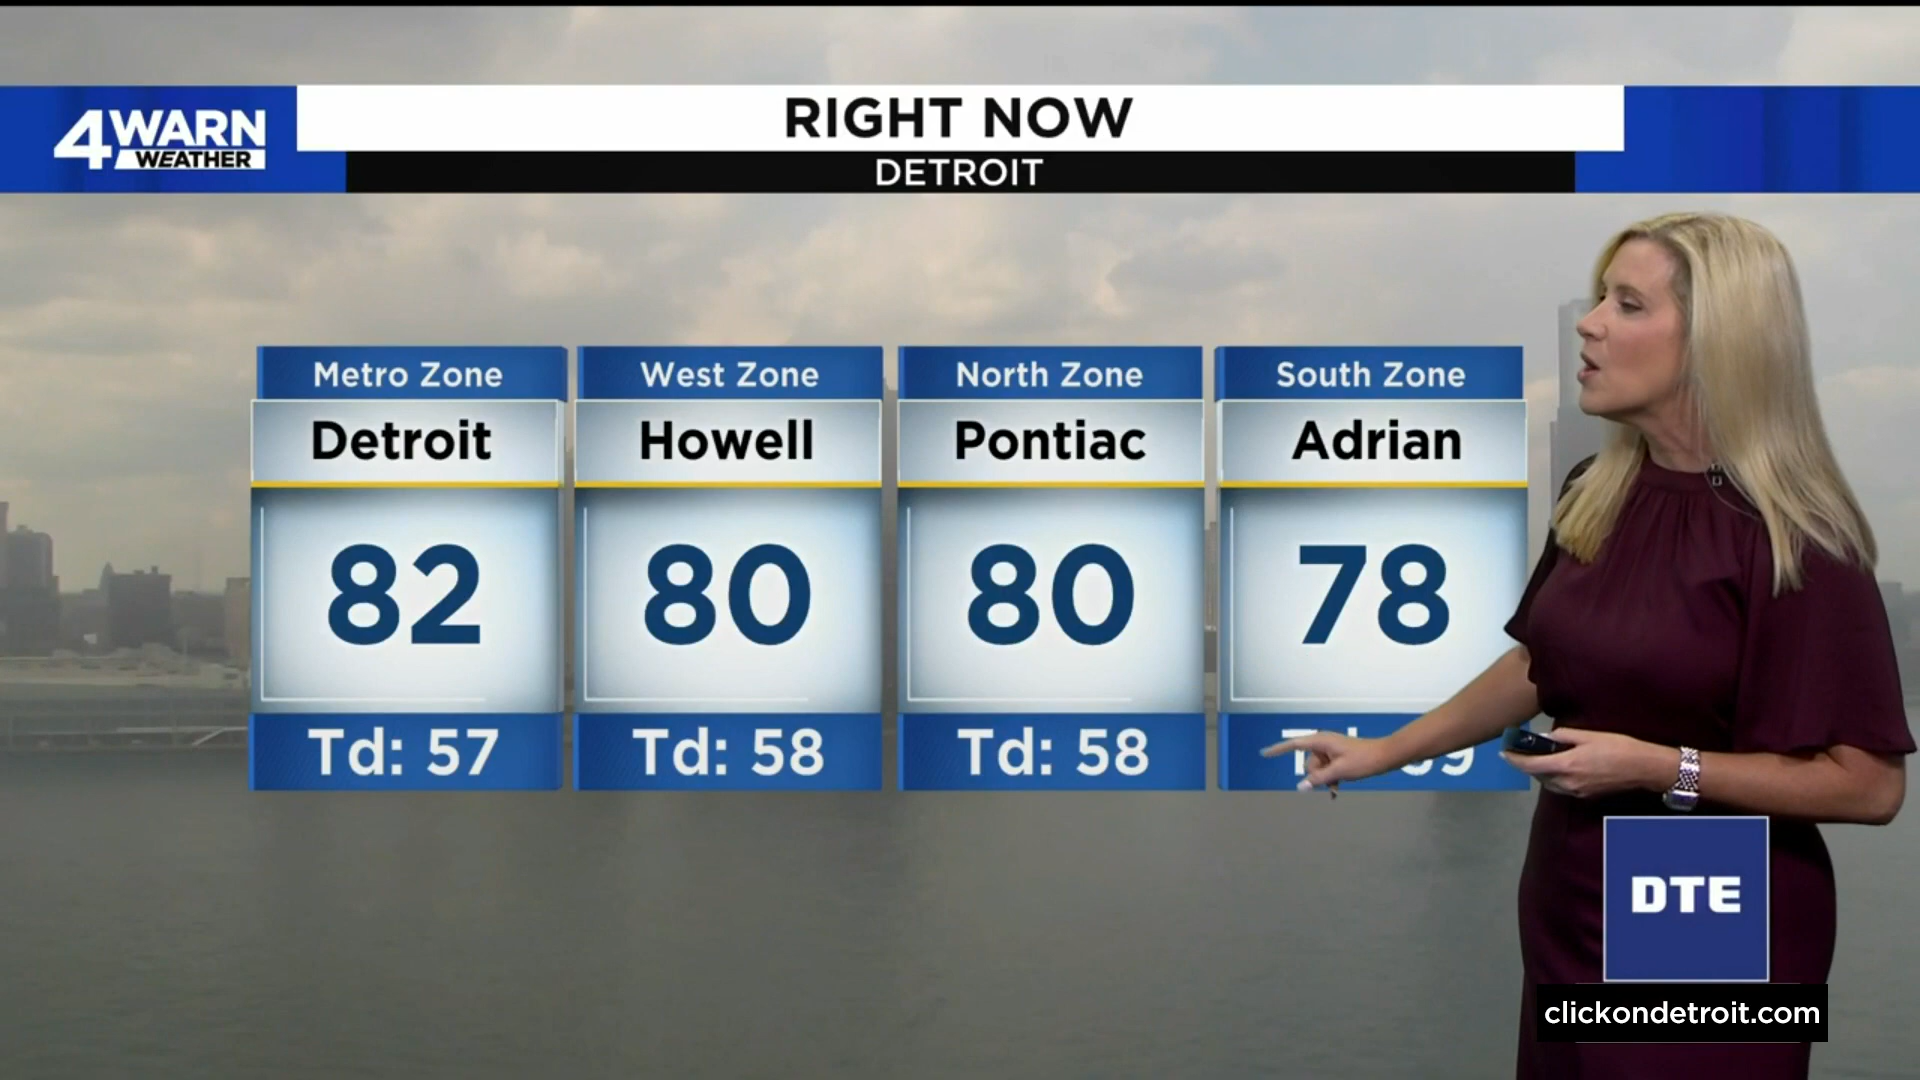 4WARN
WEATHER
RIGHT NOW
DETROIT
Metro Zone
Detroit
82
Td: 57
West Zone
Howell
80
Td: 58
North Zone
Pontiac
80
Td: 58
South Zone
Adrian
78
DTE
clickondetroit.com